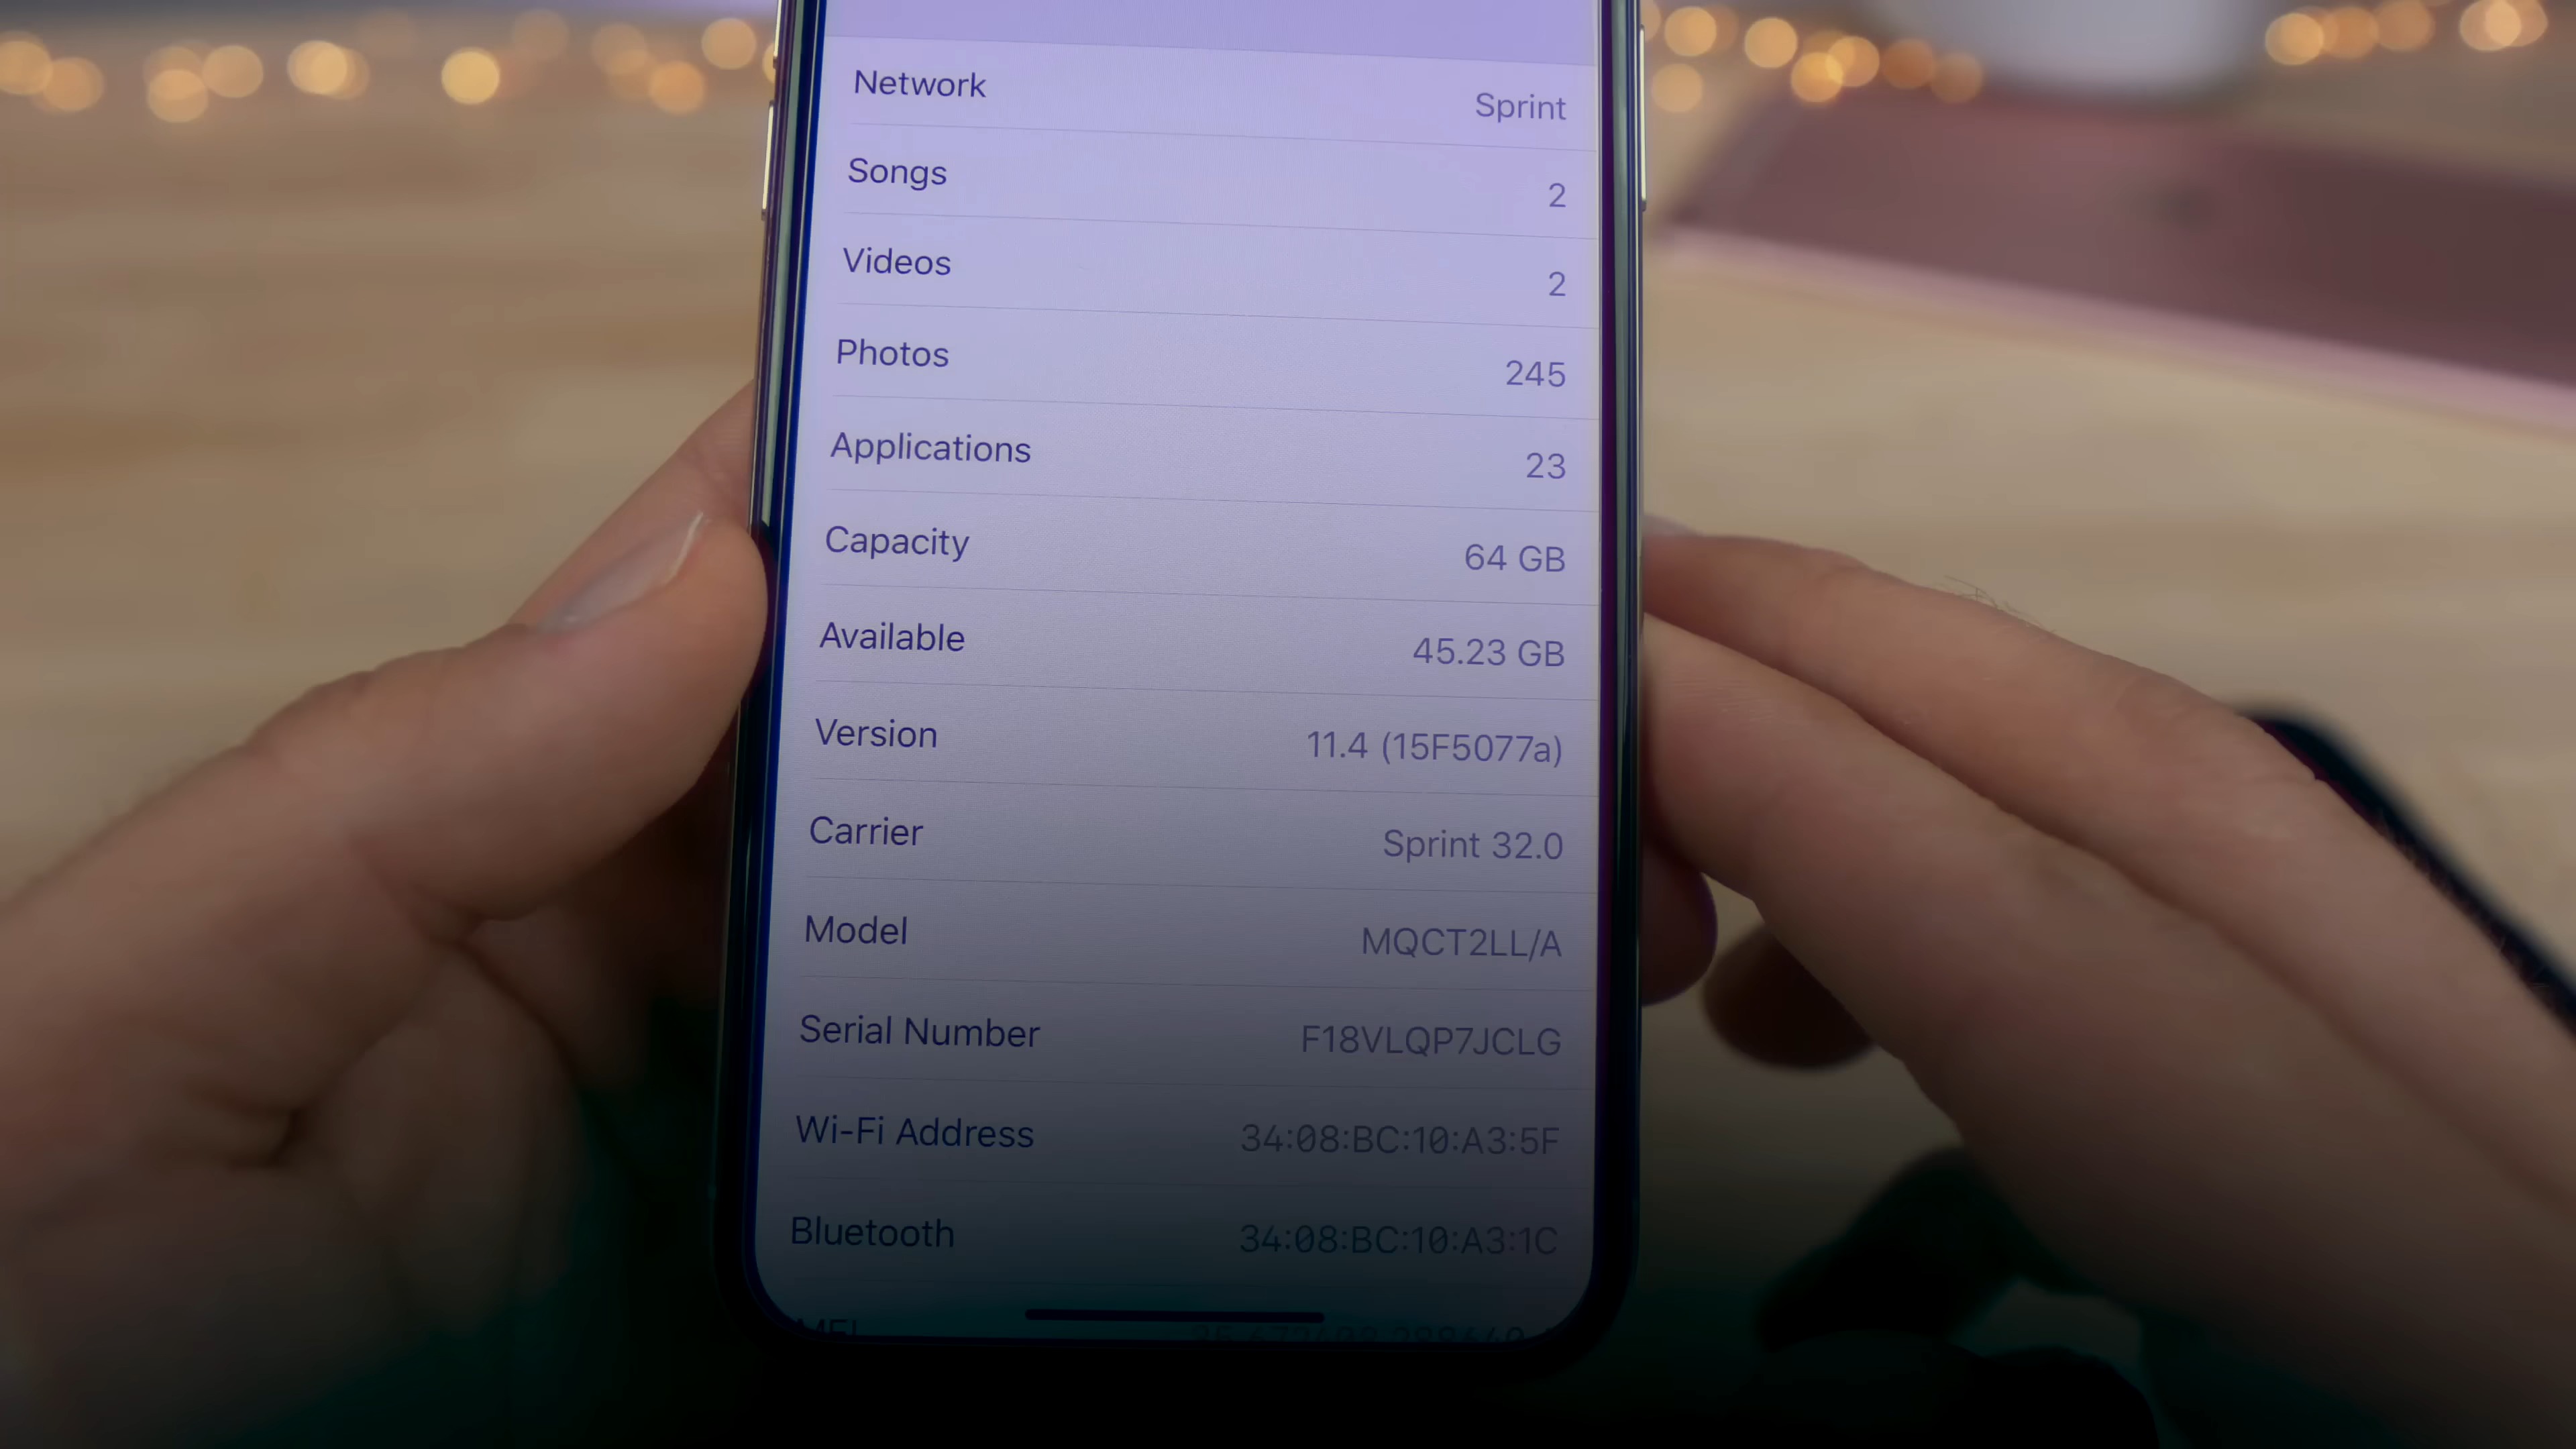 Network Sprint
Songs 2
Videos 2
Photos 245
Applications 23
Capacity 64 GB
Available 45.23 GB
Version 11.4 (15F5077a)
Carrier Sprint 32.0
Model MQCT2LL/A
Serial Number F18VLQP7JCLG
Wi-Fi Address 34:08:BC:10:A3:5F
Bluetooth 34:08:BC:10:A3:1C